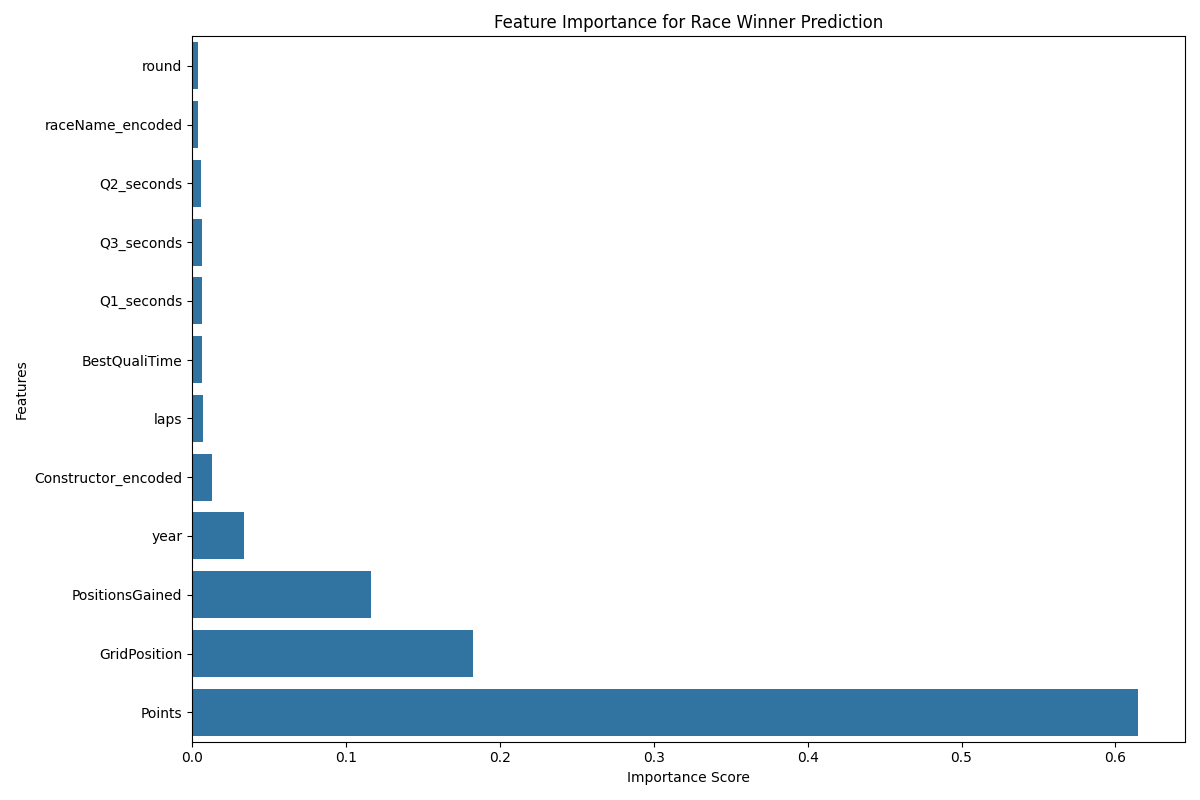 Feature Importance for Race Winner Prediction
Features
round
raceName_encoded
Q2_seconds
Q3_seconds
Q1_seconds
BestQualiTime
laps
Constructor_encoded
year
PositionsGained
GridPosition
Points
0.0 0.1 0.2 0.3 0.4 0.5 0.6
Importance Score